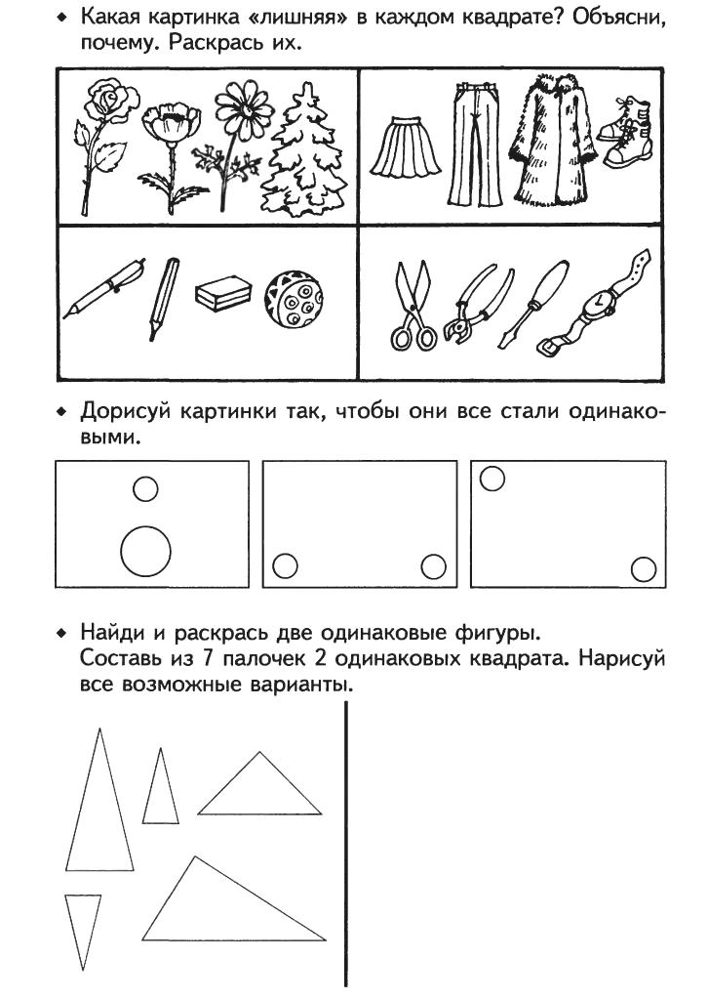 ◆ Какая картинка «лишняя» в каждом квадрате? Объясни,
почему. Раскрась их.
◆ Дорисуй картинки так, чтобы они все стали одинако-
выми.
◆ Найди и раскрась две одинаковые фигуры.
Составь из 7 палочек 2 одинаковых квадрата. Нарисуй
все возможные варианты.